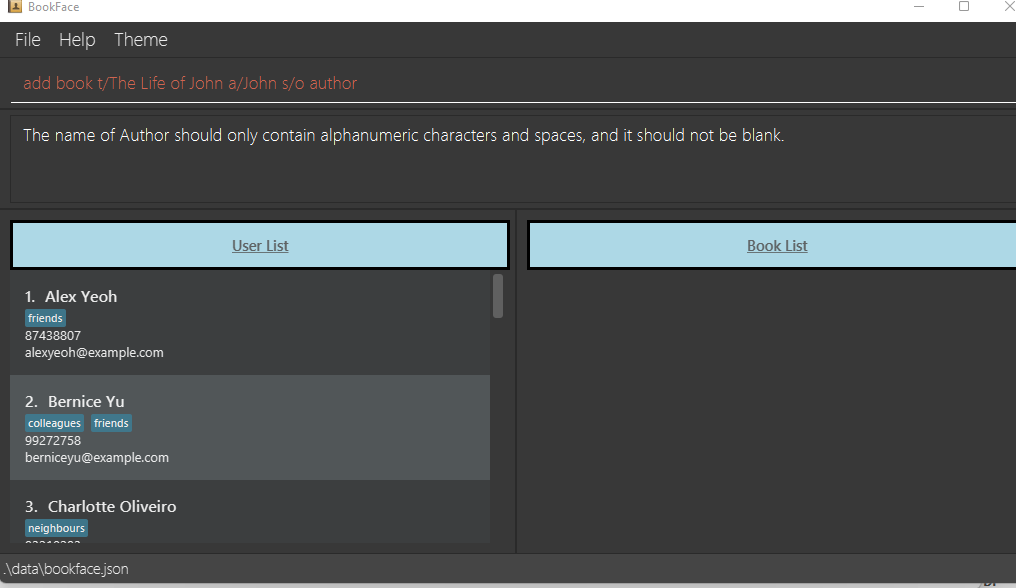 BookFace
File Help Theme
add book t/The Life of John a/John s/o author
The name of Author should only contain alphanumeric characters and spaces, and it should not be blank.
User List
Book List
1. Alex Yeoh
friends
87438807
alexyeoh@example.com
2. Bernice Yu
colleagues friends
99272758
berniceyu@example.com
3. Charlotte Oliveiro
neighbours
.\data\bookface.json